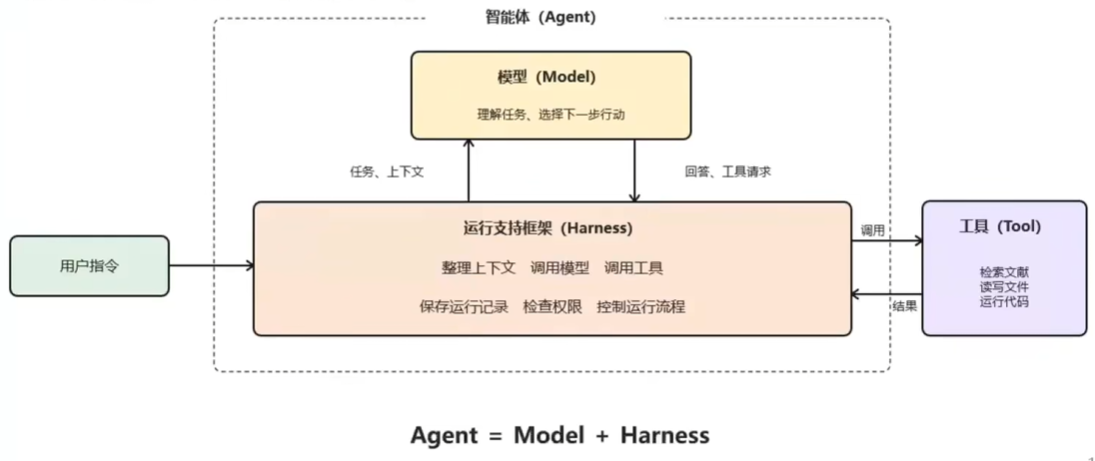 智能体（Agent）
模型（Model）
理解任务、选择下一步行动
任务、上下文
回答、工具请求
运行支持框架（Harness）
整理上下文 调用模型 调用工具
保存运行记录 检查权限 控制运行流程
用户指令
调用
结果
工具（Tool）
检索文献
读写文件
运行代码
Agent = Model + Harness